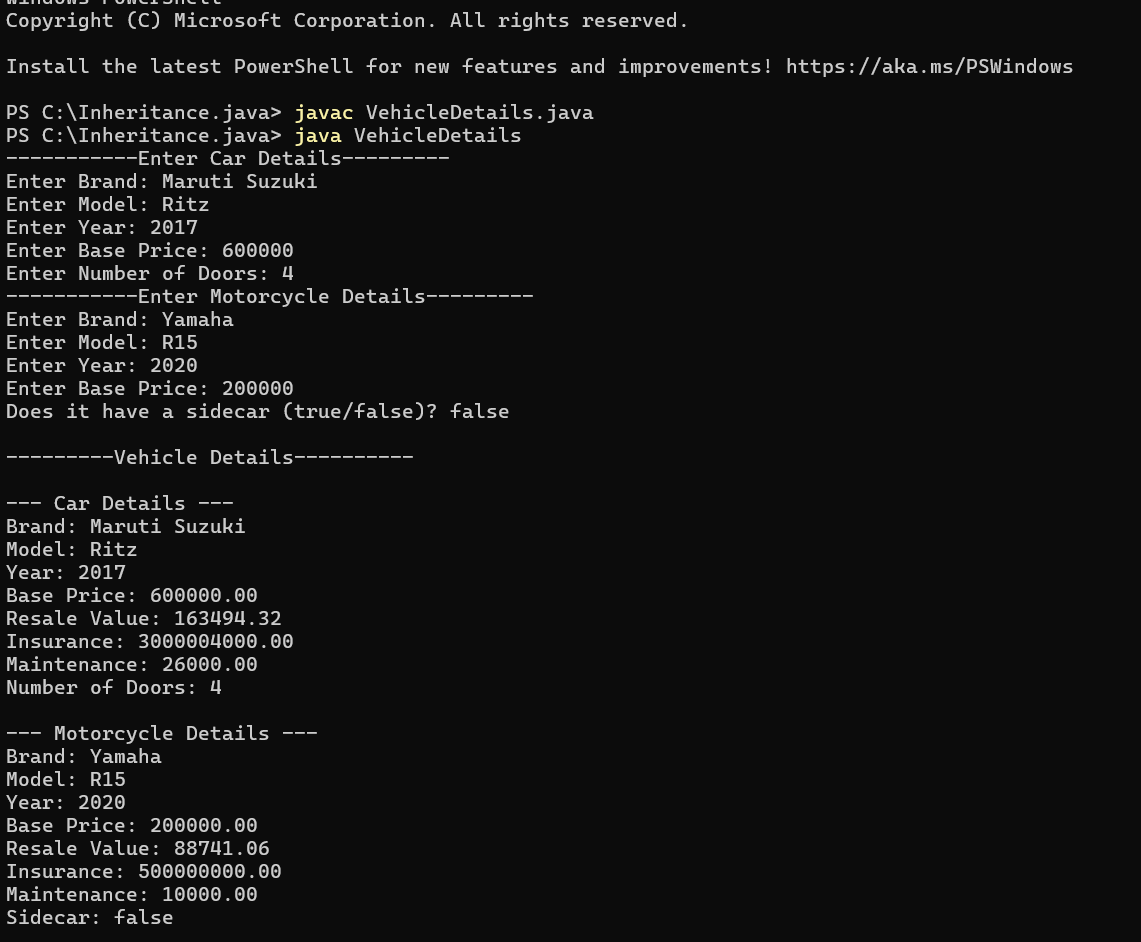 Windows PowerShell
Copyright (C) Microsoft Corporation. All rights reserved.
Install the latest PowerShell for new features and improvements! https://aka.ms/PSWindows
PS C:\Inheritance.java> javac VehicleDetails.java
PS C:\Inheritance.java> java VehicleDetails
-----------Enter Car Details---------
Enter Brand: Maruti Suzuki
Enter Model: Ritz
Enter Year: 2017
Enter Base Price: 600000
Enter Number of Doors: 4
-----------Enter Motorcycle Details---------
Enter Brand: Yamaha
Enter Model: R15
Enter Year: 2020
Enter Base Price: 200000
Does it have a sidecar (true/false)? false
---------Vehicle Details----------
--- Car Details ---
Brand: Maruti Suzuki
Model: Ritz
Year: 2017
Base Price: 600000.00
Resale Value: 163494.32
Insurance: 3000004000.00
Maintenance: 26000.00
Number of Doors: 4
--- Motorcycle Details ---
Brand: Yamaha
Model: R15
Year: 2020
Base Price: 200000.00
Resale Value: 88741.06
Insurance: 500000000.00
Maintenance: 10000.00
Sidecar: false